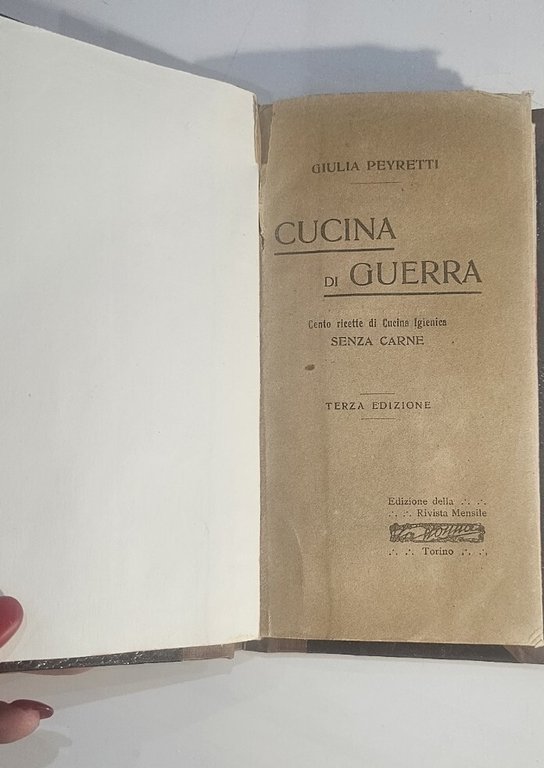 GIULIA PEYRETTI
CUCINA
DI GUERRA
Cento ricette di Cucina Igienica
SENZA CARNE
TERZA EDIZIONE
Edizione della
Rivista Mensile
La Donna
Torino